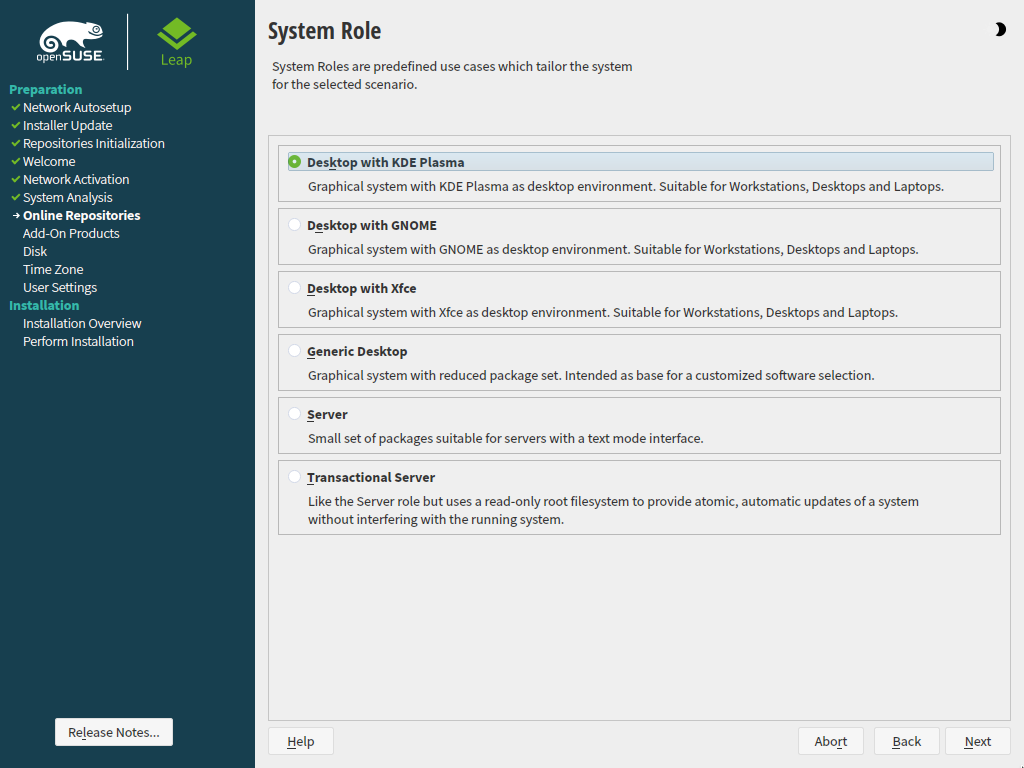 openSUSE
Leap
Preparation
Network Autosetup
Installer Update
Repositories Initialization
Welcome
Network Activation
System Analysis
Online Repositories
Add-On Products
Disk
Time Zone
User Settings
Installation
Installation Overview
Perform Installation
Release Notes...
System Role
System Roles are predefined use cases which tailor the system
for the selected scenario.
Desktop with KDE Plasma
Graphical system with KDE Plasma as desktop environment. Suitable for Workstations, Desktops and Laptops.
Desktop with GNOME
Graphical system with GNOME as desktop environment. Suitable for Workstations, Desktops and Laptops.
Desktop with Xfce
Graphical system with Xfce as desktop environment. Suitable for Workstations, Desktops and Laptops.
Generic Desktop
Graphical system with reduced package set. Intended as base for a customized software selection.
Server
Small set of packages suitable for servers with a text mode interface.
Transactional Server
Like the Server role but uses a read-only root filesystem to provide atomic, automatic updates of a system
without interfering with the running system.
Help
Abort
Back
Next